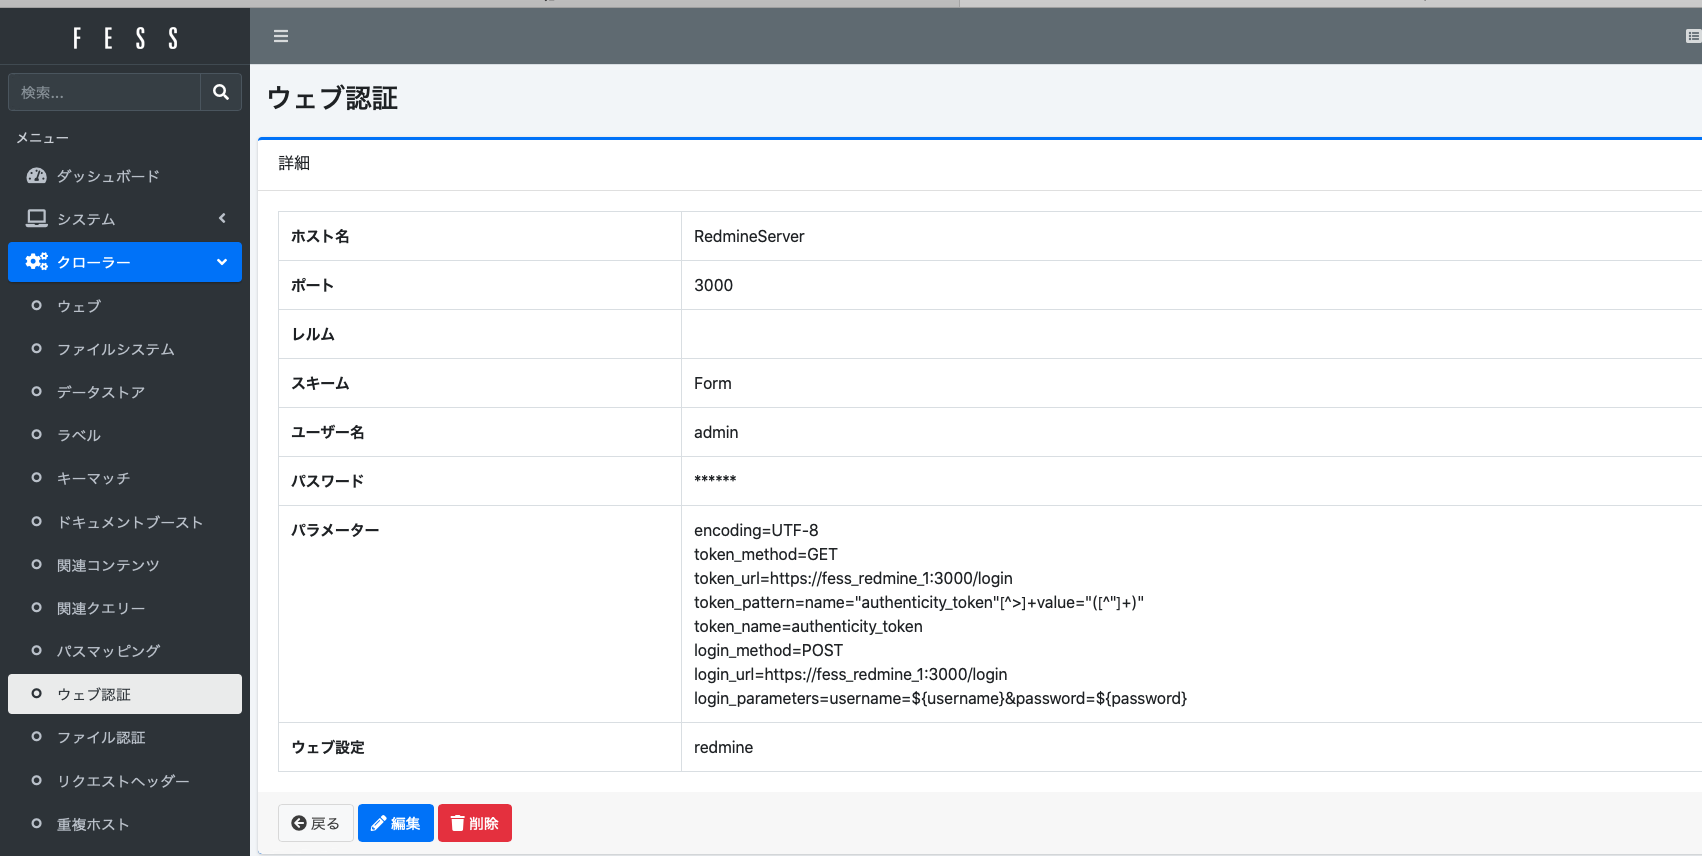 FESS
検索...
メニュー
ダッシュボード
システム
クローラー
ウェブ
ファイルシステム
データストア
ラベル
キーマッチ
ドキュメントブースト
関連コンテンツ
関連クエリー
パスマッピング
ウェブ認証
ファイル認証
リクエストヘッダー
重複ホスト
ウェブ認証
詳細
ホスト名 RedmineServer
ポート 3000
レルム
スキーム Form
ユーザー名 admin
パスワード ******
パラメーター encoding=UTF-8
token_method=GET
token_url=https://fess_redmine_1:3000/login
token_pattern=name="authenticity_token"[^>]+value="([^"]+)"
token_name=authenticity_token
login_method=POST
login_url=https://fess_redmine_1:3000/login
login_parameters=username=${username}&password=${password}
ウェブ設定 redmine
戻る 編集 削除